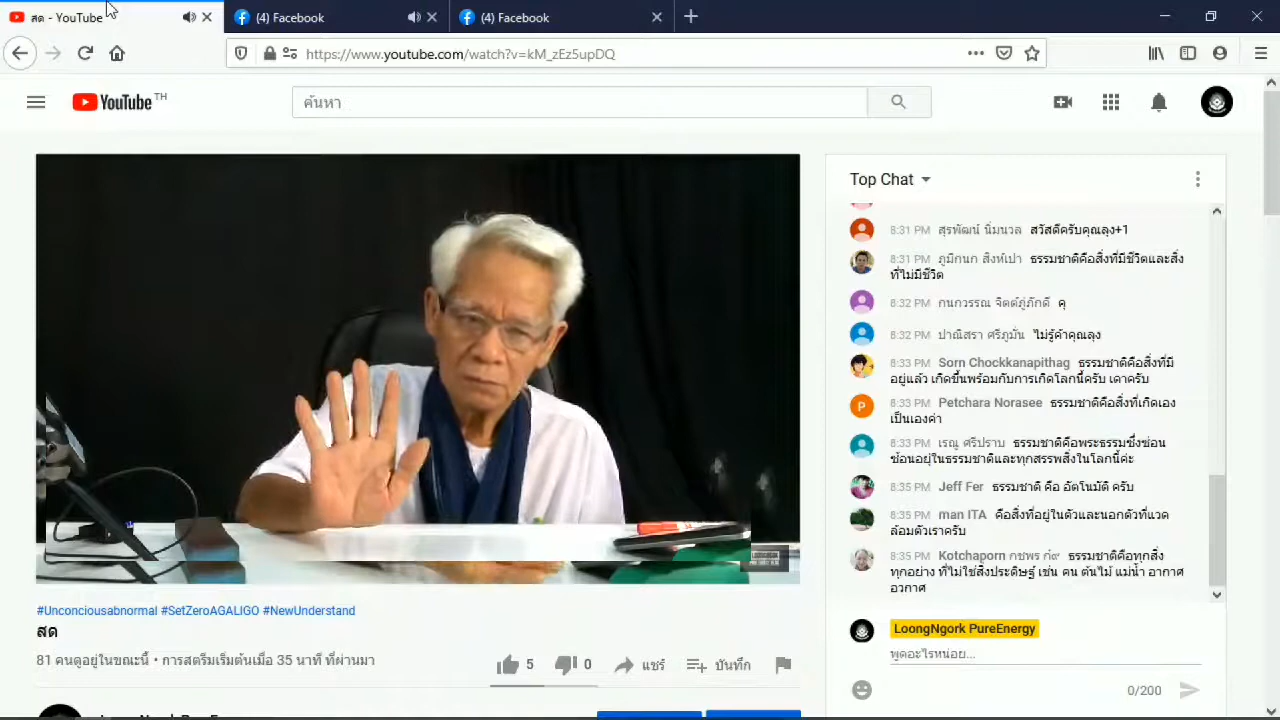 สด - YouTube
(4) Facebook
(4) Facebook
https://www.youtube.com/watch?v=kM_zEz5upDQ
YouTube TH
ค้นหา
Top Chat
8:31 PM สุรพัฒน์ นิ่มนวล สวัสดีครับคุณลุง+1
8:31 PM ภูมิกนก สิงห์เปา ธรรมชาติคือสิ่งที่มีชีวิตและสิ่ง
ที่ไม่มีชีวิต
8:32 PM กนกวรรณ จิตต์ภู่ภักดี คุ
8:32 PM ปาณิสรา ศรีภูมั่น ไม่รู้ค้าคุณลุง
8:33 PM Sorn Chockkanapithag ธรรมชาติคือสิ่งที่มี
อยู่แล้ว เกิดขึ้นพร้อมกับการเกิดโลกนี้ครับ เดาครับ
8:33 PM Petchara Norasee ธรรมชาติคือสิ่งที่เกิดเอง
เป็นเองค่า
8:33 PM เรณู ศรีปราบ ธรรมชาติคือพระธรรมซึ่งซ่อน
ซ้อนอยู่ในธรรมชาติและทุกสรรพสิ่งในโลกนี้ค่ะ
8:35 PM Jeff Fer ธรรมชาติ คือ อัตโนมัติ ครับ
8:35 PM man ITA คือสิ่งที่อยู่ในตัวและนอกตัวที่แวด
ล้อมตัวเราครับ
8:35 PM Kotchaporn กชพร ก๋ง ธรรมชาติคือทุกสิ่ง
ทุกอย่าง ที่ไม่ใช่สิ่งประดิษฐ์ เช่น คน ต้นไม้ แม่น้ำ อากาศ
อวกาศ
#Unconciousabnormal #SetZeroAGALIGO #NewUnderstand
สด
81 คนดูอยู่ในขณะนี้ • การสตรีมเริ่มต้นเมื่อ 35 นาที ที่ผ่านมา
5 0 แชร์ บันทึก
LoongNgork PureEnergy
พูดอะไรหน่อย...
0/200